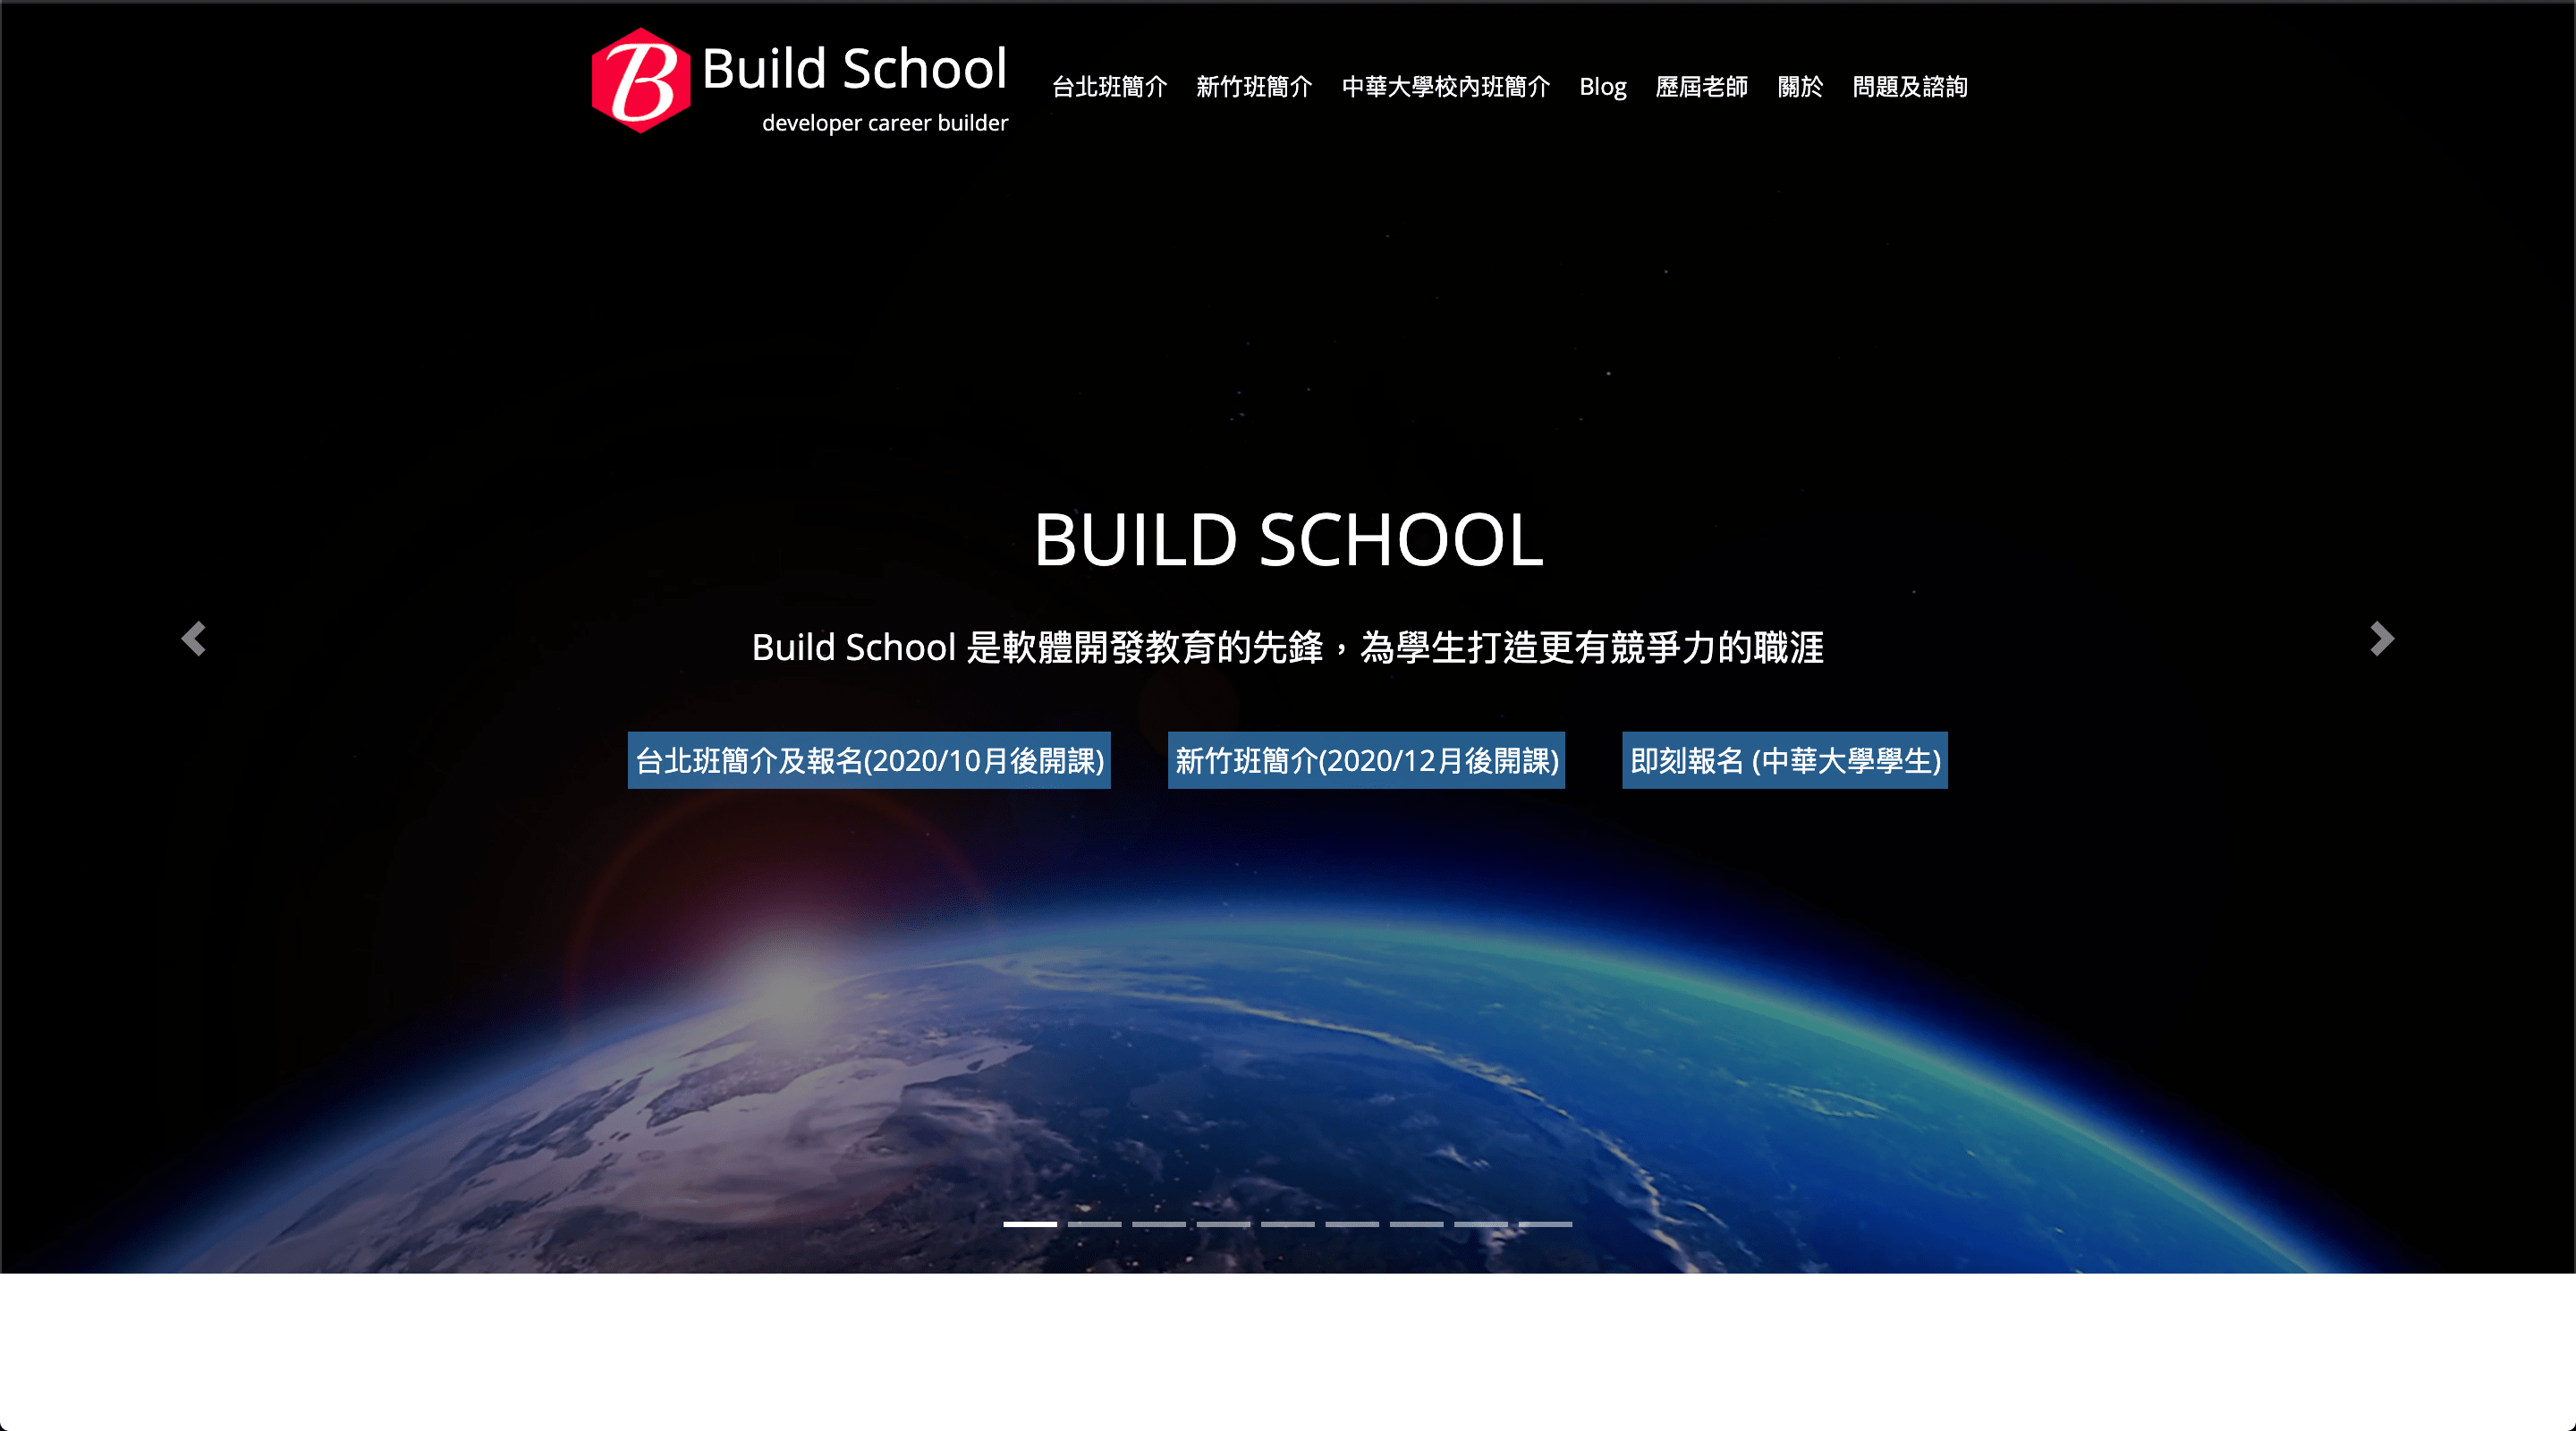 B Build School
developer career builder
台北班簡介 新竹班簡介 中華大學校內班簡介 Blog 歷屆老師 關於 問題及諮詢
BUILD SCHOOL
Build School 是軟體開發教育的先鋒，為學生打造更有競爭力的職涯
台北班簡介及報名(2020/10月後開課) 新竹班簡介(2020/12月後開課) 即刻報名 (中華大學學生)